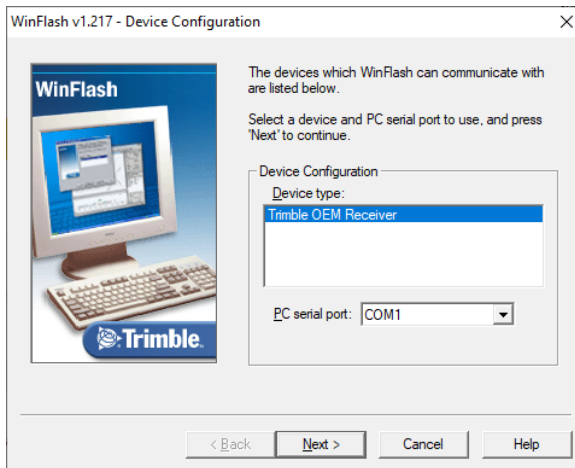 WinFlash v1.217 - Device Configuration
WinFlash
The devices which WinFlash can communicate with
are listed below.
Select a device and PC serial port to use, and press
'Next' to continue.
Device Configuration
Device type:
Trimble OEM Receiver
PC serial port: COM1
Trimble.
< Back Next > Cancel Help